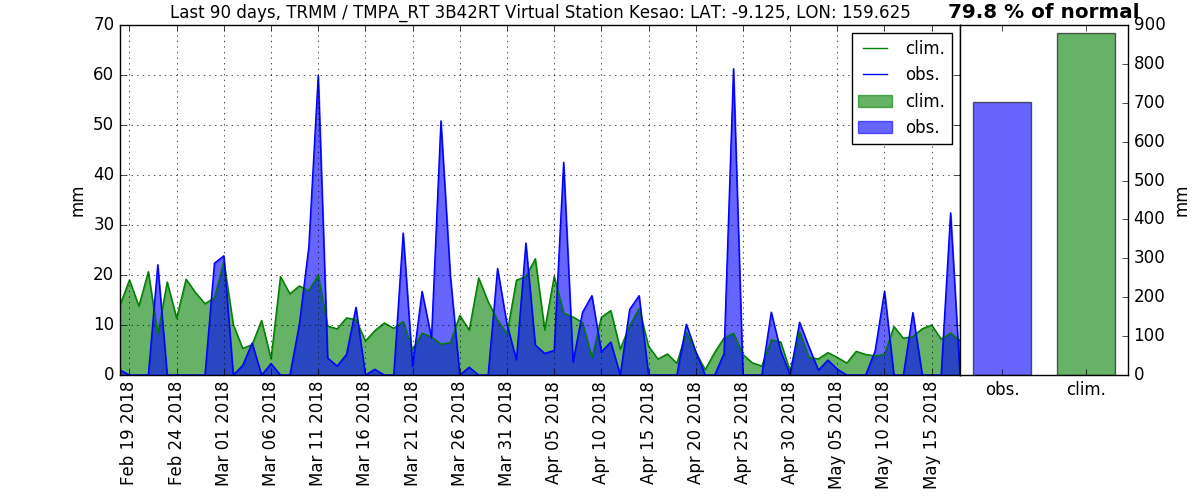 Last 90 days, TRMM / TMPA_RT 3B42RT Virtual Station Kesao: LAT: -9.125, LON: 159.625
79.8 % of normal
mm
70
60
50
40
30
20
10
0
clim.
obs.
clim.
obs.
Feb 19 2018
Feb 24 2018
Mar 01 2018
Mar 06 2018
Mar 11 2018
Mar 16 2018
Mar 21 2018
Mar 26 2018
Mar 31 2018
Apr 05 2018
Apr 10 2018
Apr 15 2018
Apr 20 2018
Apr 25 2018
Apr 30 2018
May 05 2018
May 10 2018
May 15 2018
900
800
700
600
500
400
300
200
100
0
mm
obs.
clim.